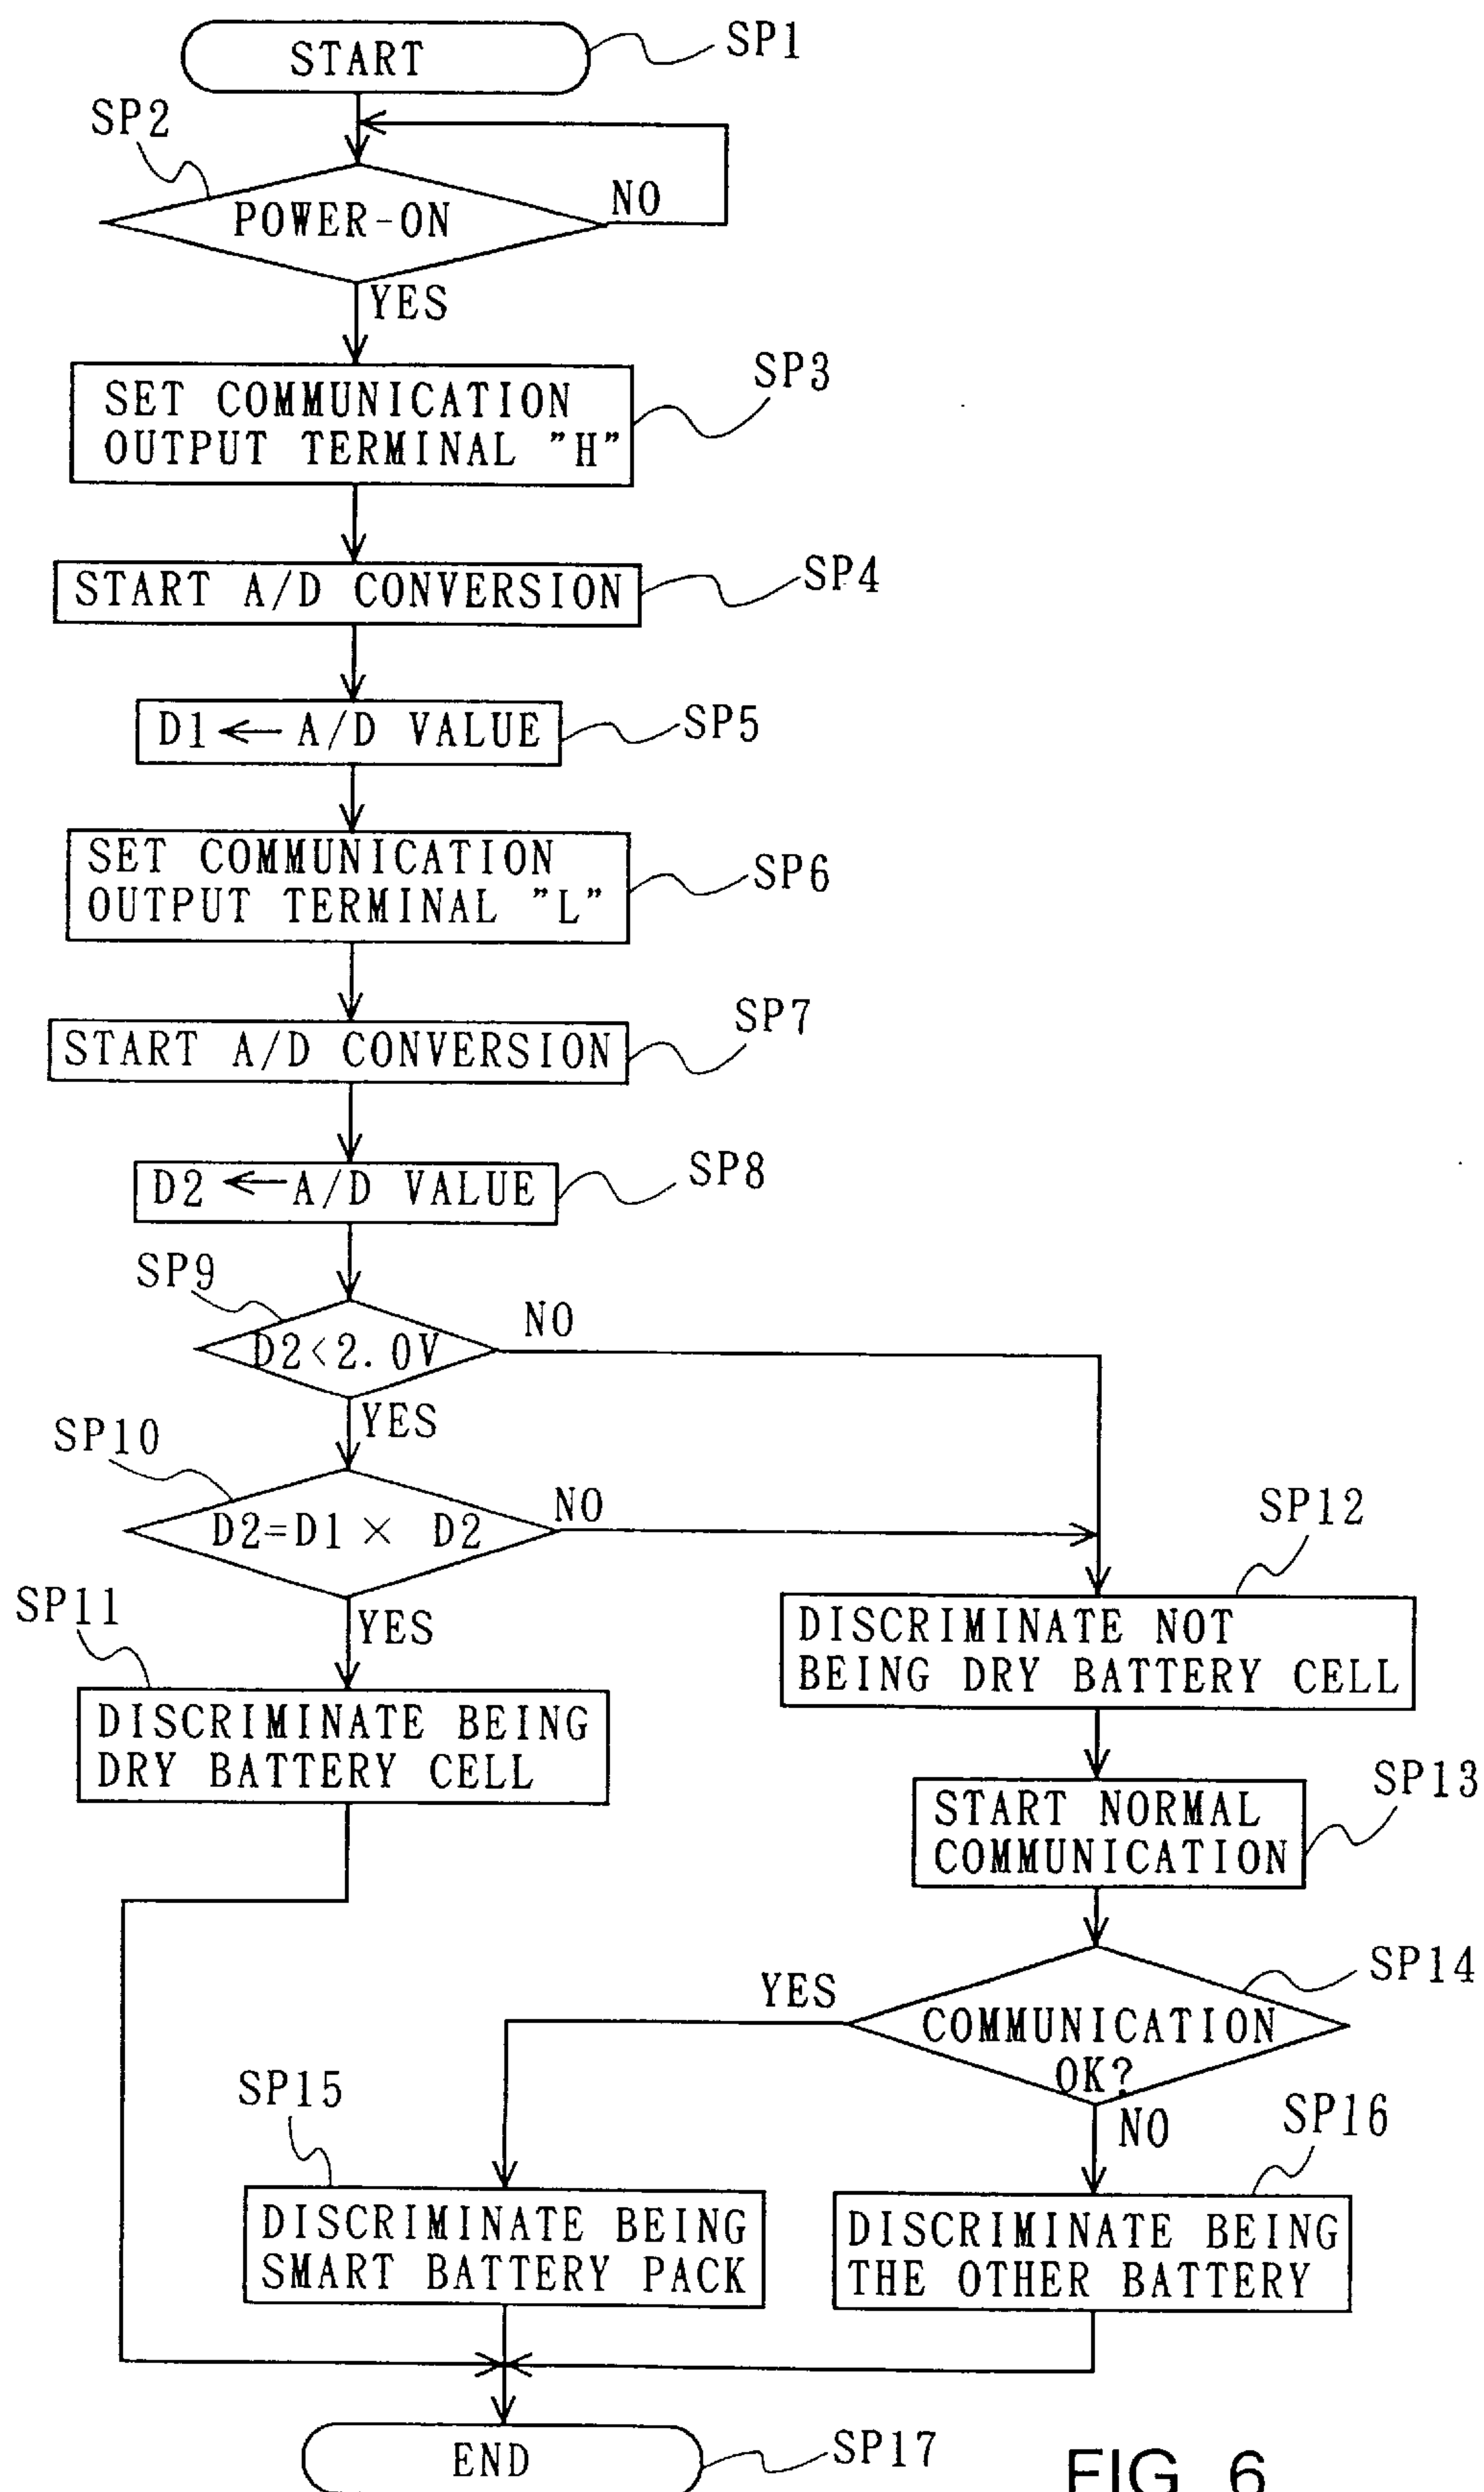 START
SP1
SP2
POWER-ON
NO
YES
SET COMMUNICATION
OUTPUT TERMINAL "H"
SP3
START A/D CONVERSION
SP4
D1 ← A/D VALUE
SP5
SET COMMUNICATION
OUTPUT TERMINAL "L"
SP6
START A/D CONVERSION
SP7
D2 ← A/D VALUE
SP8
SP9
D2<2.0V
NO
YES
SP10
D2=D1 × D2
NO
YES
SP11
DISCRIMINATE BEING
DRY BATTERY CELL
SP12
DISCRIMINATE NOT
BEING DRY BATTERY CELL
START NORMAL
COMMUNICATION
SP13
COMMUNICATION
OK?
SP14
YES
NO
SP15
DISCRIMINATE BEING
SMART BATTERY PACK
SP16
DISCRIMINATE BEING
THE OTHER BATTERY
END
SP17
FIG. 6